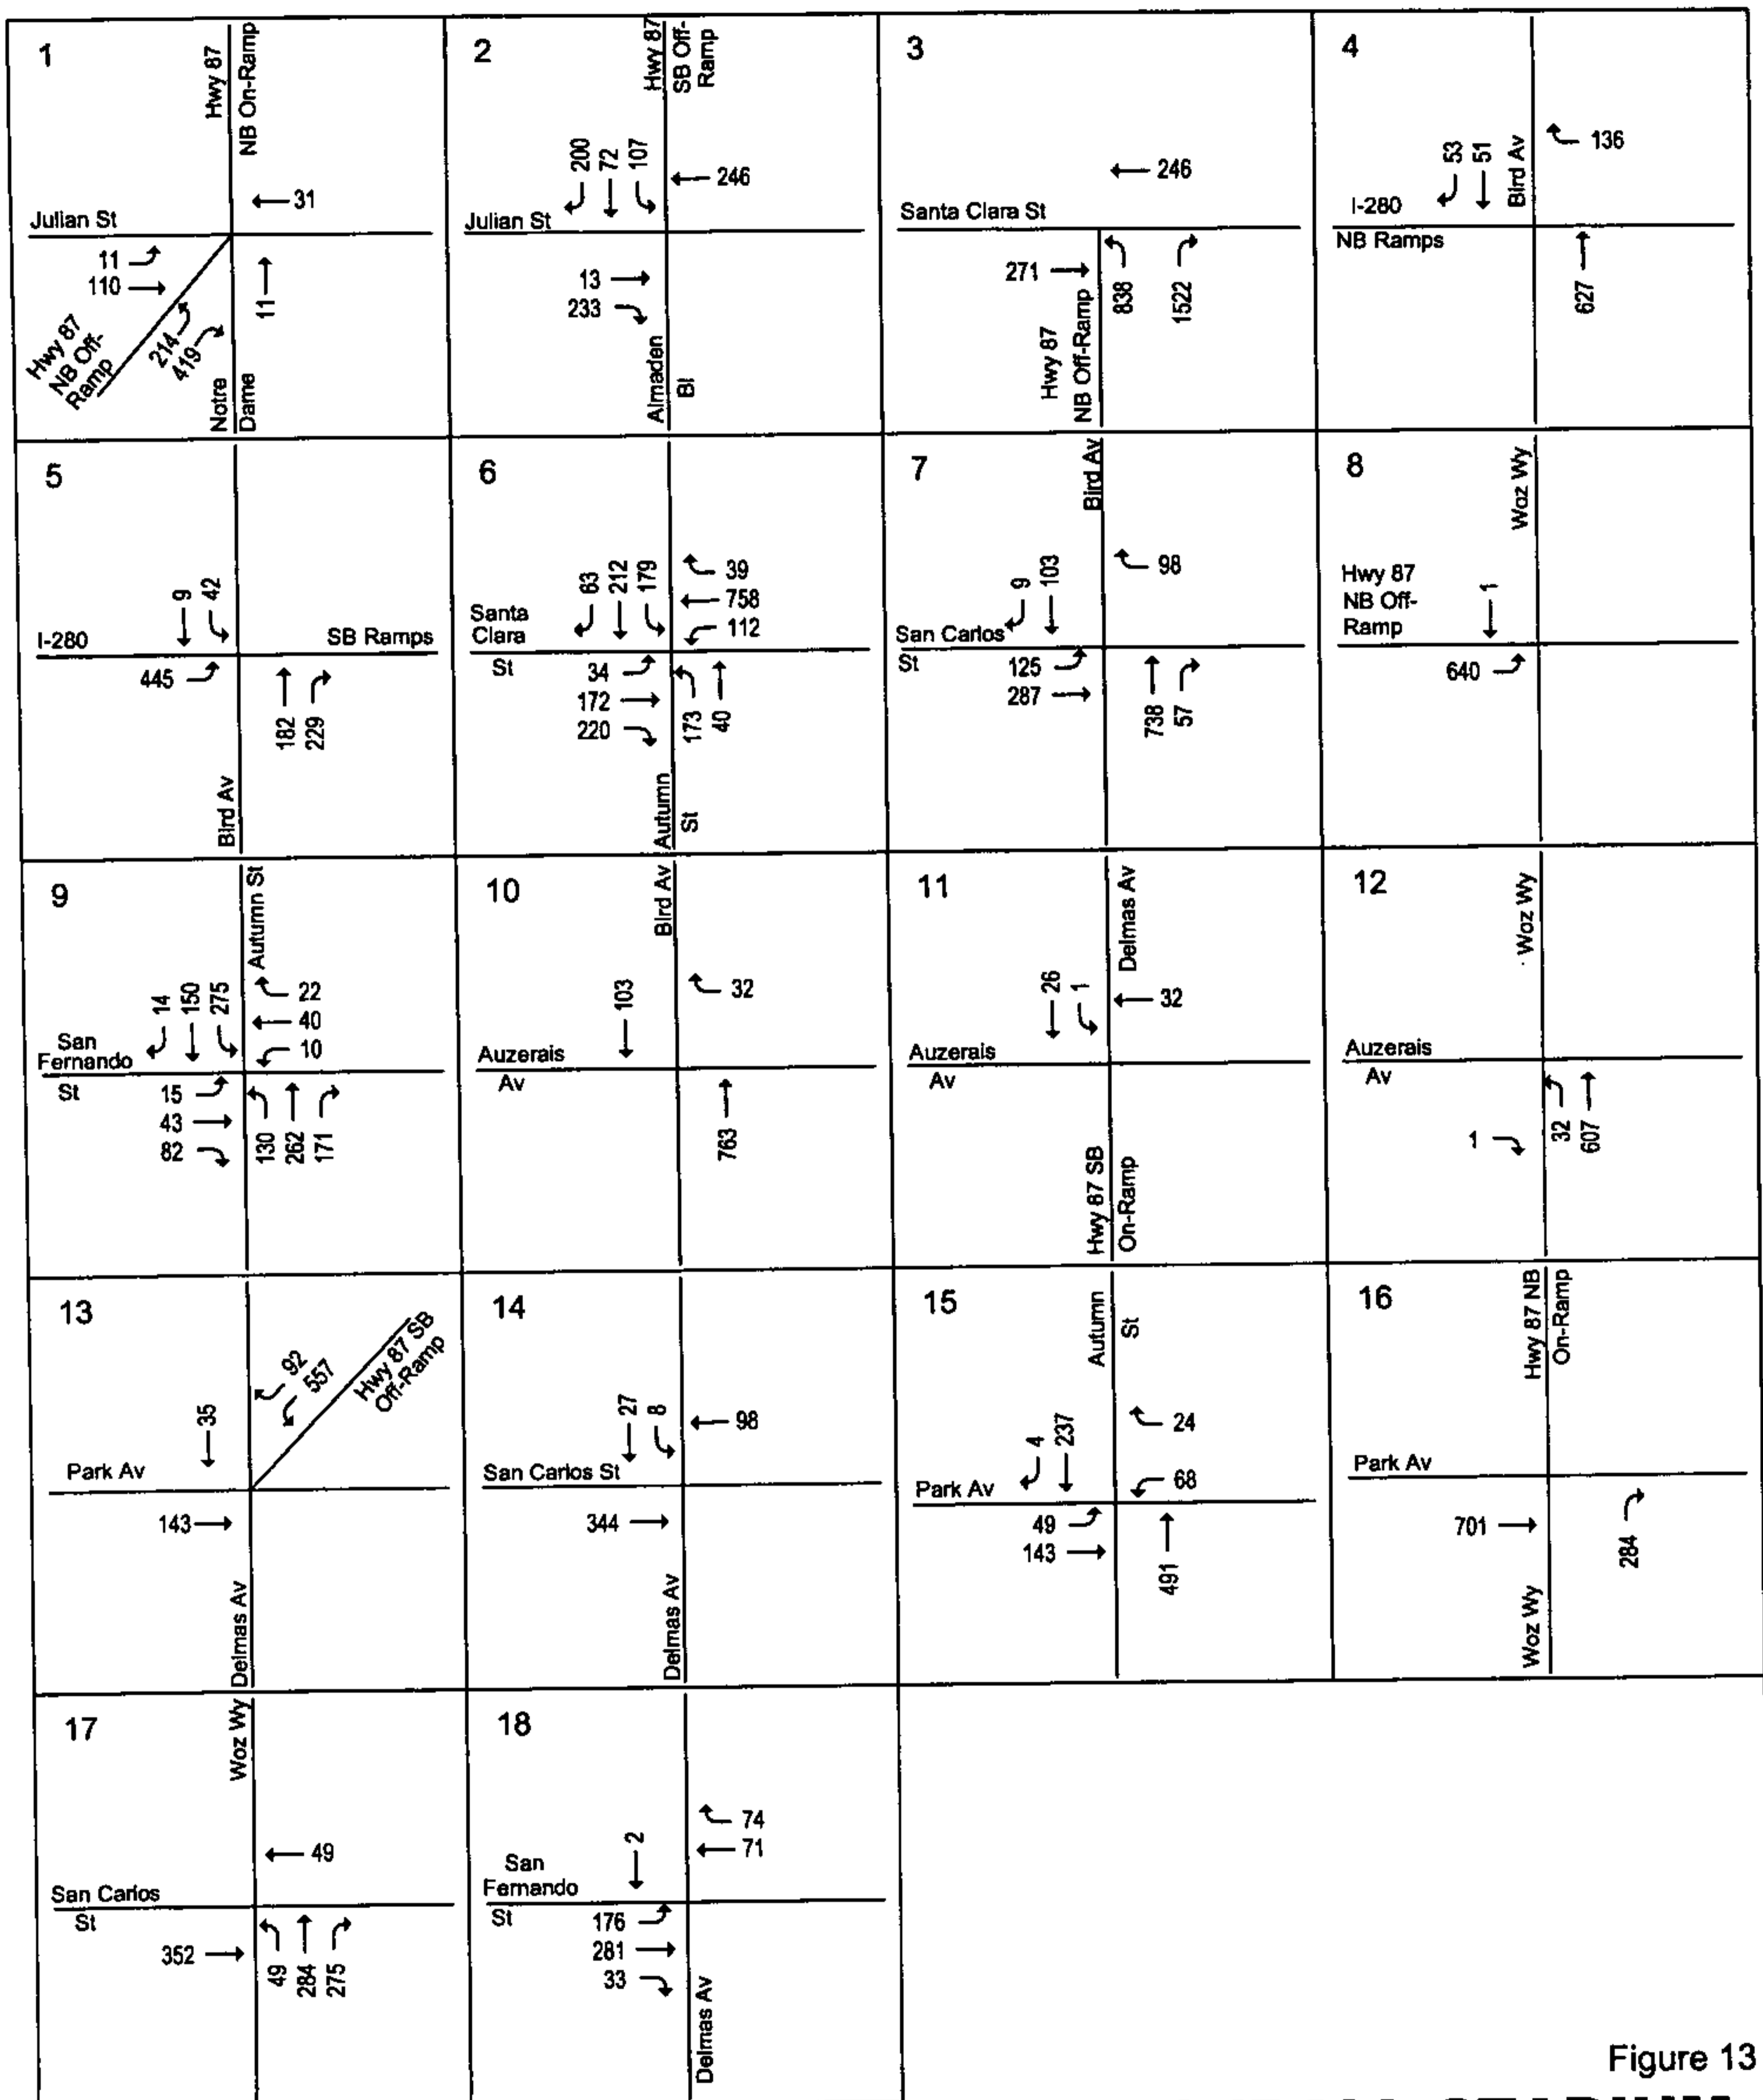 1
Hwy 87
NB On-Ramp
31
Julian St
11
110
11
214
419
Hwy 87
NB Off-
Ramp
Notre
Dame
2
Hwy 87
SB Off-
Ramp
200
72
107
246
Julian St
13
233
Almaden
Bl
3
246
Santa Clara St
271
838
1522
Hwy 87
NB Off-Ramp
4
Bird Av
53
51
136
I-280
NB Ramps
627
5
9
42
I-280
SB Ramps
445
182
229
Bird Av
6
63
212
179
39
758
112
Santa
Clara
St
34
172
220
173
40
Autumn
St
7
Bird Av
9
103
98
San Carlos
St
125
287
738
57
8
Woz Wy
Hwy 87
NB Off-
Ramp
1
640
9
Autumn St
14
150
275
22
40
10
San
Fernando
St
15
43
82
130
262
171
10
Bird Av
103
32
Auzerais
Av
763
11
Delmas Av
26
1
32
Auzerais
Av
Hwy 87 SB
On-Ramp
12
Woz Wy
Auzerais
Av
1
32
607
13
92
557
Hwy 87 SB
Off-Ramp
35
Park Av
143
Delmas Av
14
27
8
98
San Carlos St
344
Delmas Av
15
Autumn
St
4
237
24
68
Park Av
49
143
491
16
Hwy 87 NB
On-Ramp
Park Av
701
284
Woz Wy
17
Woz Wy
49
San Carlos
St
352
49
284
275
18
2
74
71
San
Fernando
St
176
281
33
Delmas Av
Figure 13